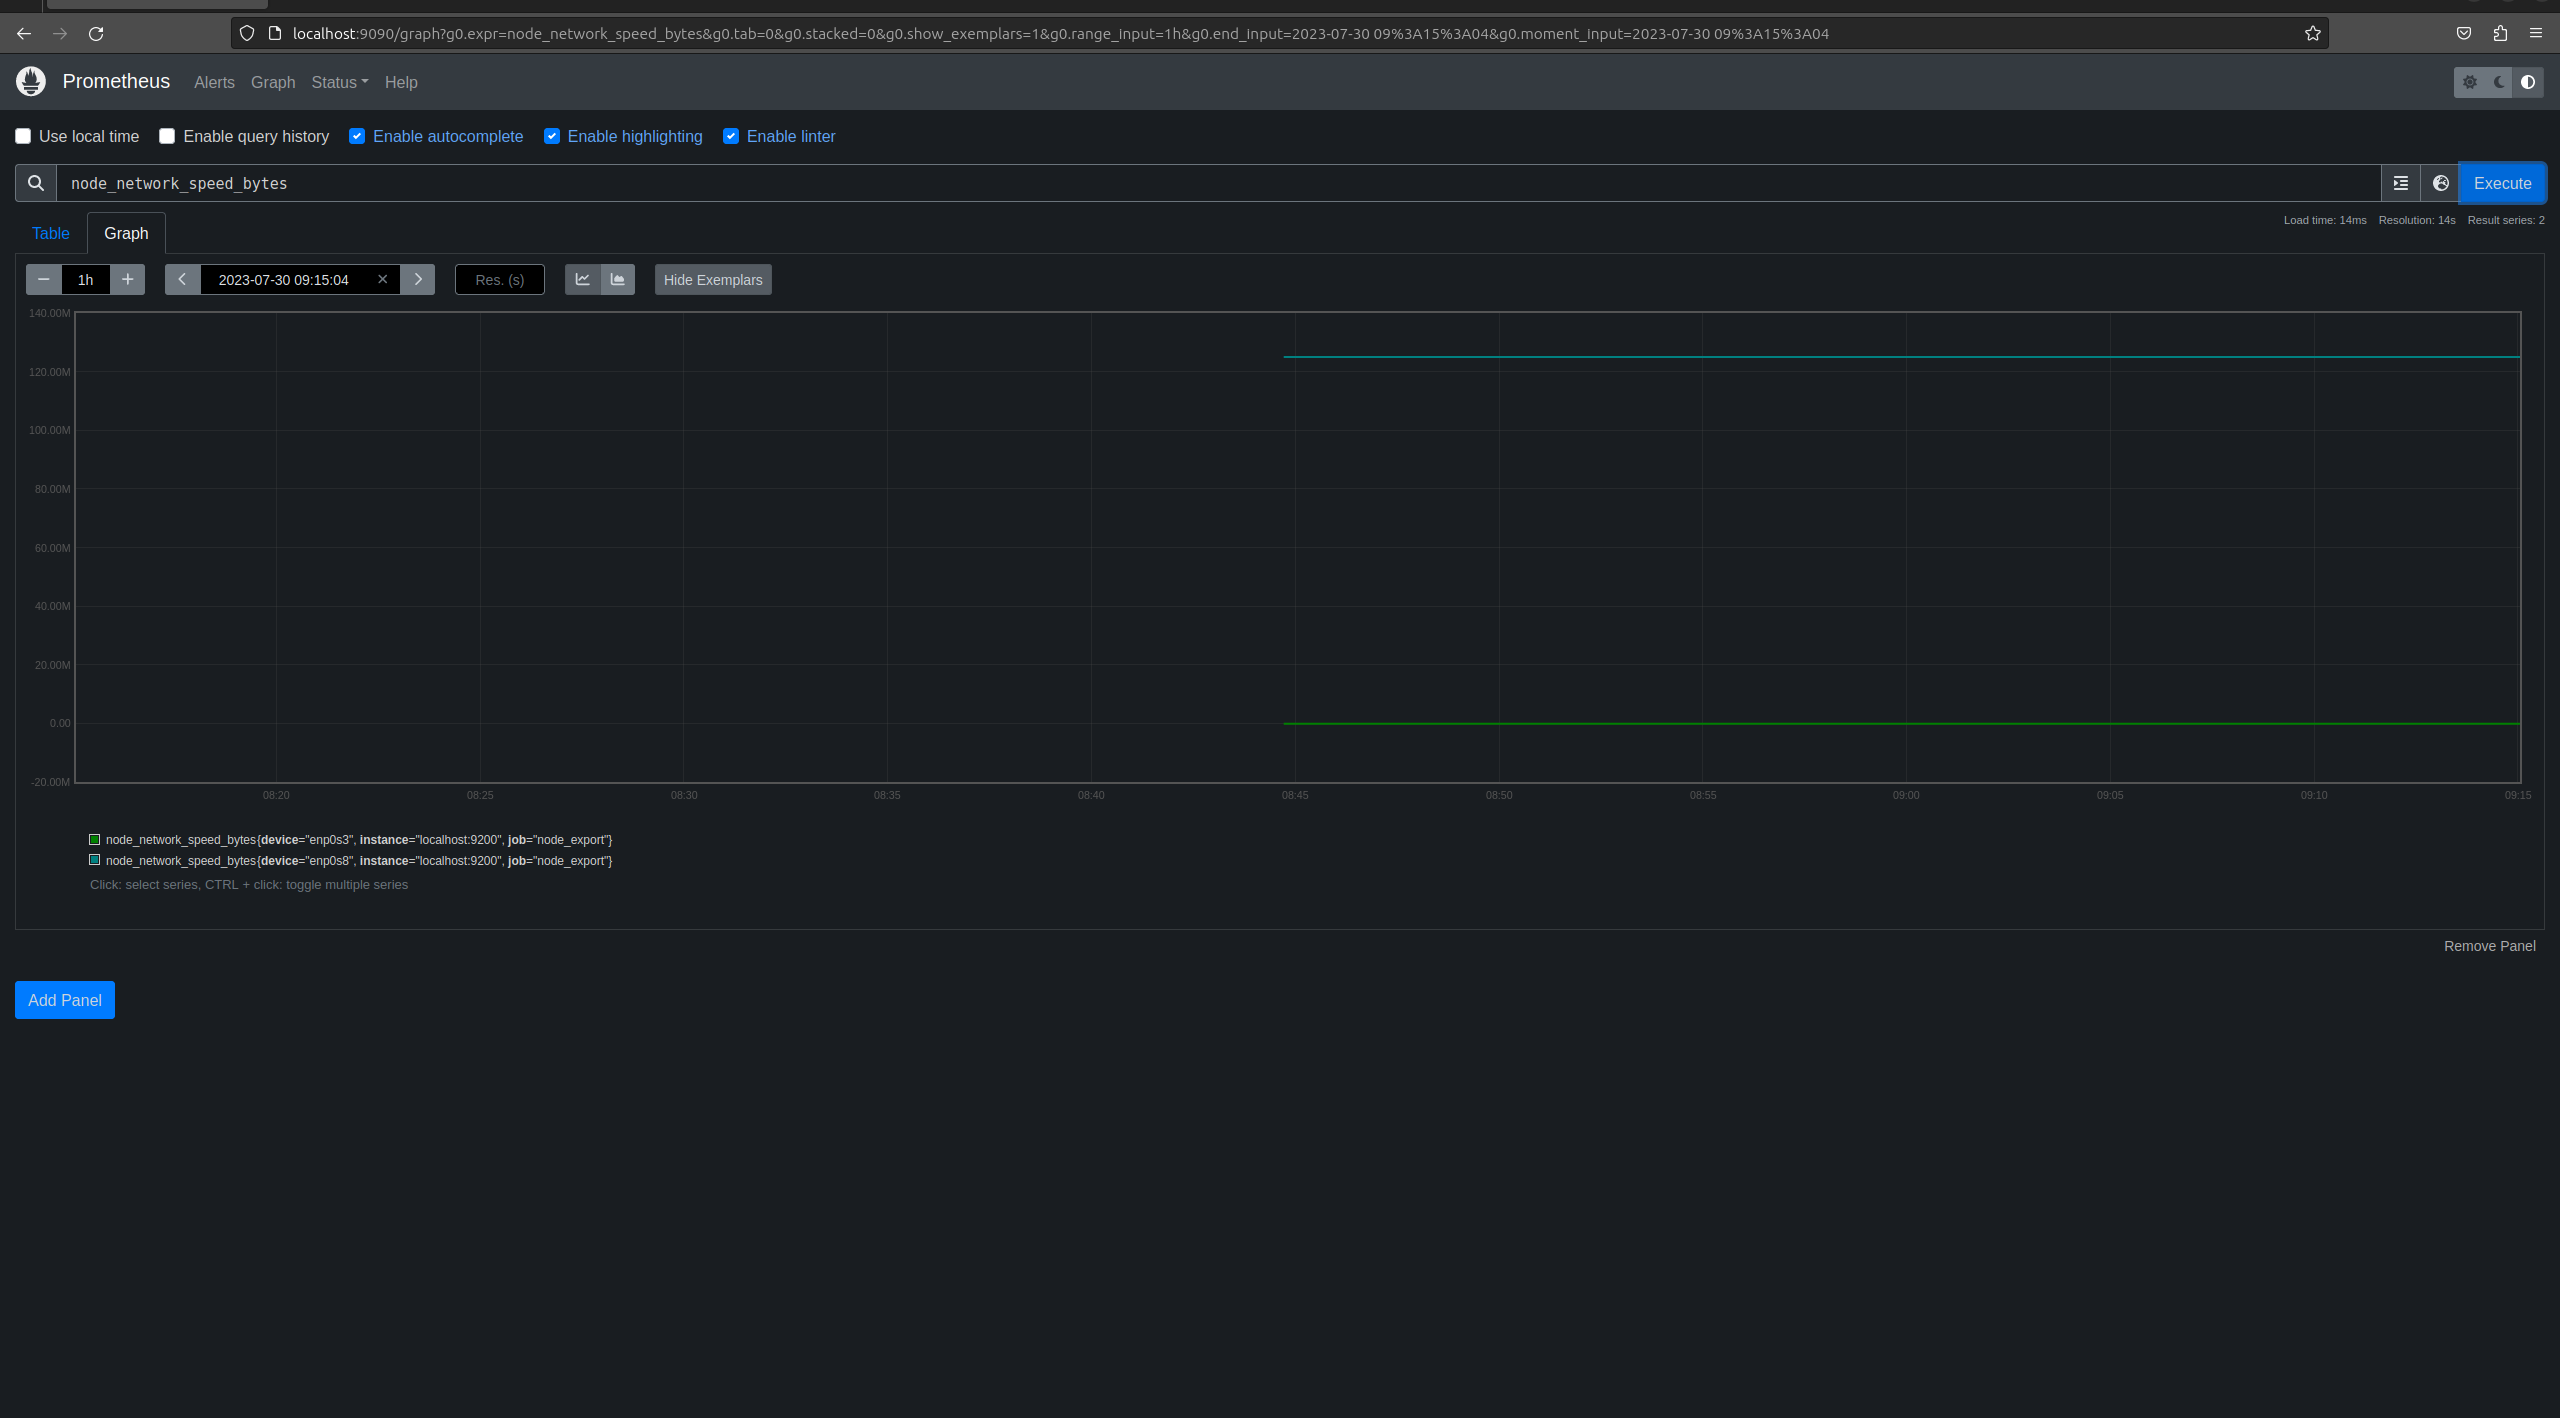 localhost:9090/graph?g0.expr=node_network_speed_bytes&g0.tab=0&g0.stacked=0&g0.show_exemplars=1&g0.range_input=1h&g0.end_input=2023-07-30 09%3A15%3A04&g0.moment_input=2023-07-30 09%3A15%3A04
Prometheus Alerts Graph Status Help
Use local time Enable query history Enable autocomplete Enable highlighting Enable linter
node_network_speed_bytes Execute
Load time: 14ms Resolution: 14s Result series: 2
Table Graph
1h 2023-07-30 09:15:04 Res. (s) Hide Exemplars
140.00M
120.00M
100.00M
80.00M
60.00M
40.00M
20.00M
0.00
-20.00M
08:20 08:25 08:30 08:35 08:40 08:45 08:50 08:55 09:00 09:05 09:10 09:15
node_network_speed_bytes{device="enp0s3", instance="localhost:9200", job="node_export"}
node_network_speed_bytes{device="enp0s8", instance="localhost:9200", job="node_export"}
Click: select series, CTRL + click: toggle multiple series
Remove Panel
Add Panel